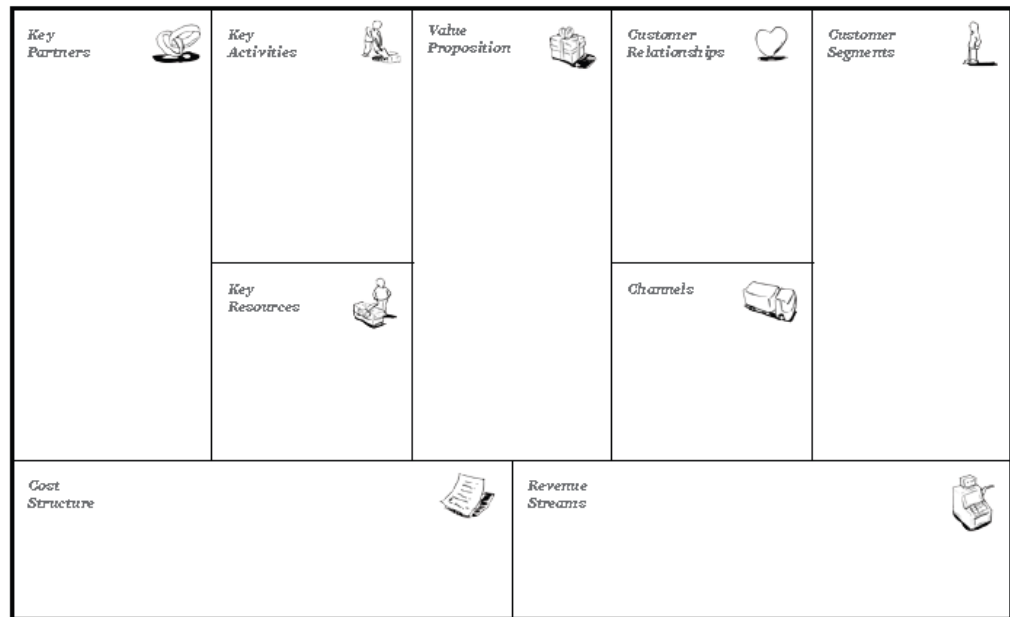 Key
Partners
Key
Activities
Value
Proposition
Customer
Relationships
Customer
Segments
Key
Resources
Channels
Cost
Structure
Revenue
Streams